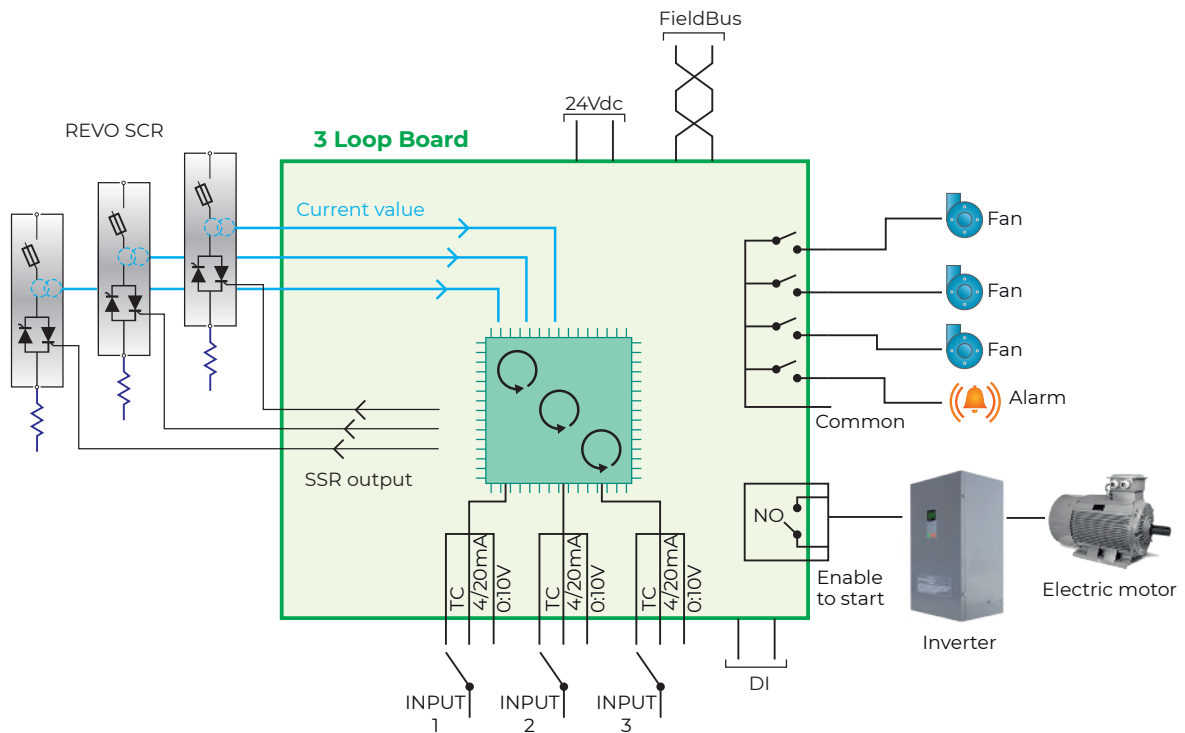 FieldBus
24Vdc
REVO SCR
3 Loop Board
Current value
Fan
Fan
Fan
Alarm
Common
SSR output
NO
TC
4/20mA
0:10V
TC
4/20mA
0:10V
TC
4/20mA
0:10V
Enable
to start
Inverter
Electric motor
DI
INPUT
1
INPUT
2
INPUT
3